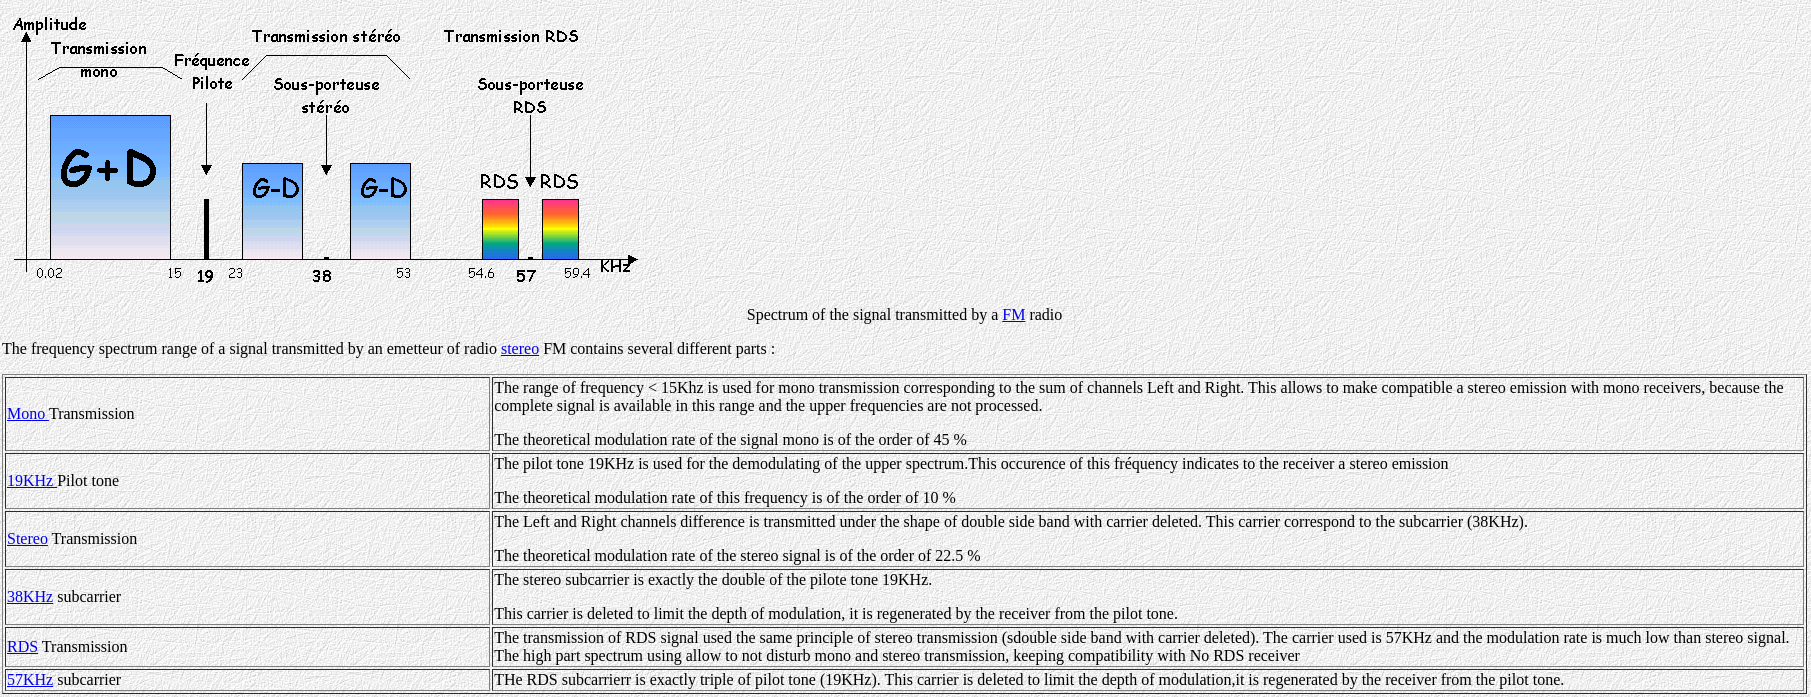 Amplitude
Transmission
mono
Fréquence
Pilote
Transmission stéréo
Sous-porteuse
stéréo
Transmission RDS
Sous-porteuse
RDS
G+D
G-D
G-D
RDS
RDS
0.02
15
19
23
38
53
54.6
57
59.4
KHz
Spectrum of the signal transmitted by a FM radio
The frequency spectrum range of a signal transmitted by an emetteur of radio stereo FM contains several different parts :
Mono Transmission
The range of frequency < 15Khz is used for mono transmission corresponding to the sum of channels Left and Right. This allows to make compatible a stereo emission with mono receivers, because the
complete signal is available in this range and the upper frequencies are not processed.
The theoretical modulation rate of the signal mono is of the order of 45 %
19KHz Pilot tone
The pilot tone 19KHz is used for the demodulating of the upper spectrum.This occurence of this fréquency indicates to the receiver a stereo emission
The theoretical modulation rate of this frequency is of the order of 10 %
Stereo Transmission
The Left and Right channels difference is transmitted under the shape of double side band with carrier deleted. This carrier correspond to the subcarrier (38KHz).
The theoretical modulation rate of the stereo signal is of the order of 22.5 %
38KHz subcarrier
The stereo subcarrier is exactly the double of the pilote tone 19KHz.
This carrier is deleted to limit the depth of modulation, it is regenerated by the receiver from the pilot tone.
RDS Transmission
The transmission of RDS signal used the same principle of stereo transmission (sdouble side band with carrier deleted). The carrier used is 57KHz and the modulation rate is much low than stereo signal.
The high part spectrum using allow to not disturb mono and stereo transmission, keeping compatibility with No RDS receiver
57KHz subcarrier
THe RDS subcarrierr is exactly triple of pilot tone (19KHz). This carrier is deleted to limit the depth of modulation,it is regenerated by the receiver from the pilot tone.